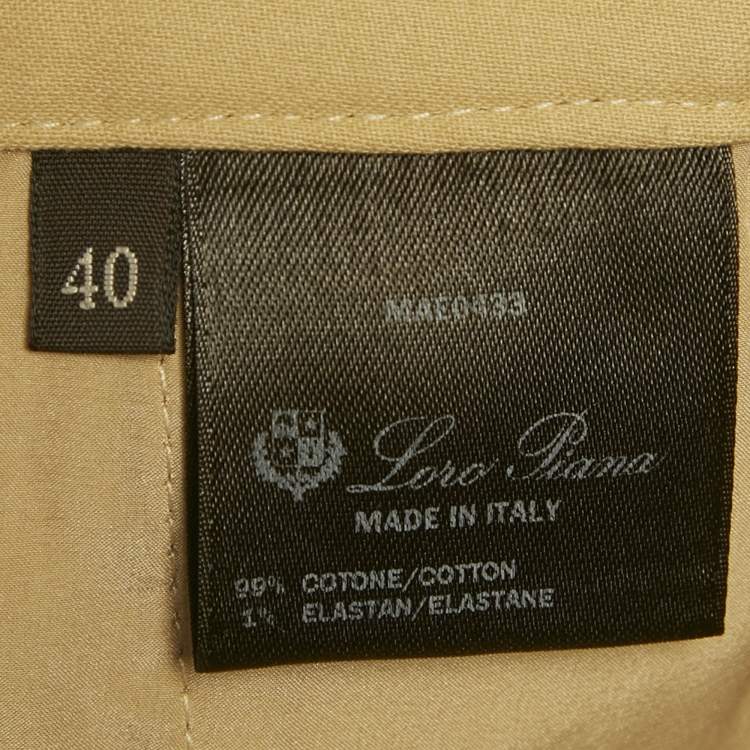 40
MAE0433
Loro Piana
MADE IN ITALY
99% COTONE/COTTON
1% ELASTAN/ELASTANE